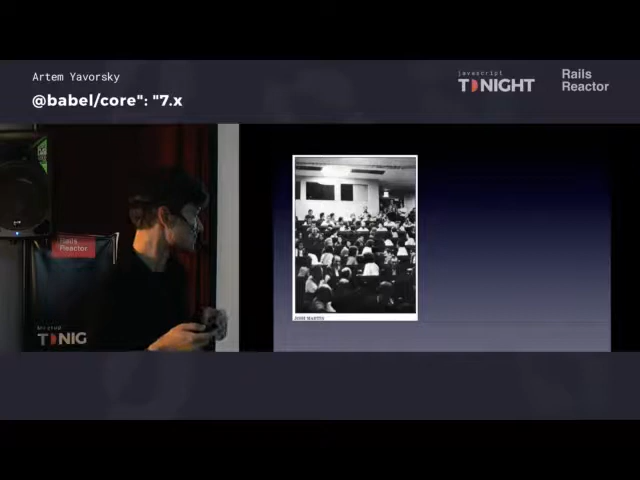 Artem Yavorsky
@babel/core": "7.x
javascript
TONIGHT
Rails
Reactor
Rails
Reactor
TONIG